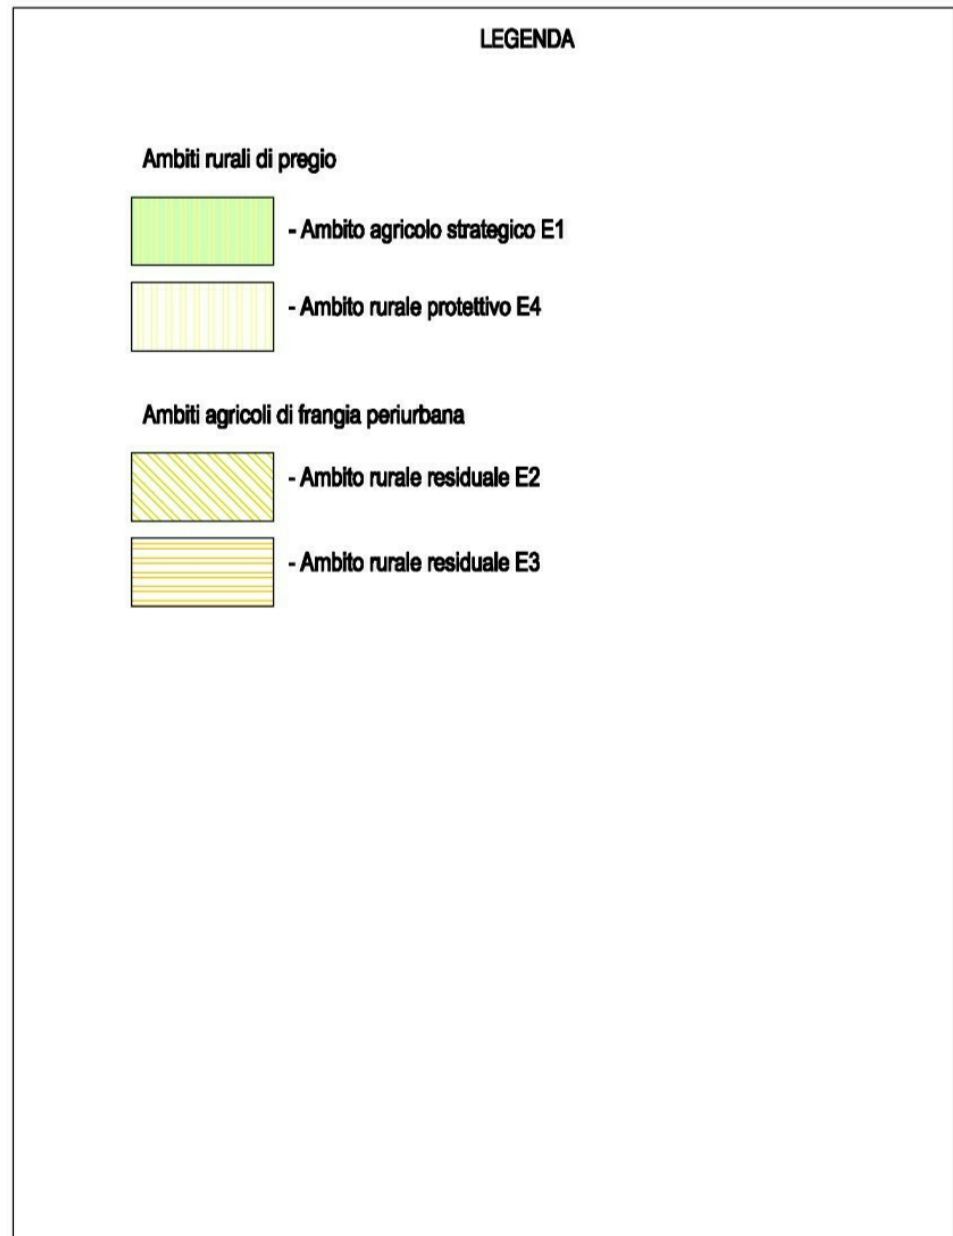 LEGENDA
Ambiti rurali di pregio
- Ambito agricolo strategico E1
- Ambito rurale protettivo E4
Ambiti agricoli di frangia periurbana
- Ambito rurale residuale E2
- Ambito rurale residuale E3